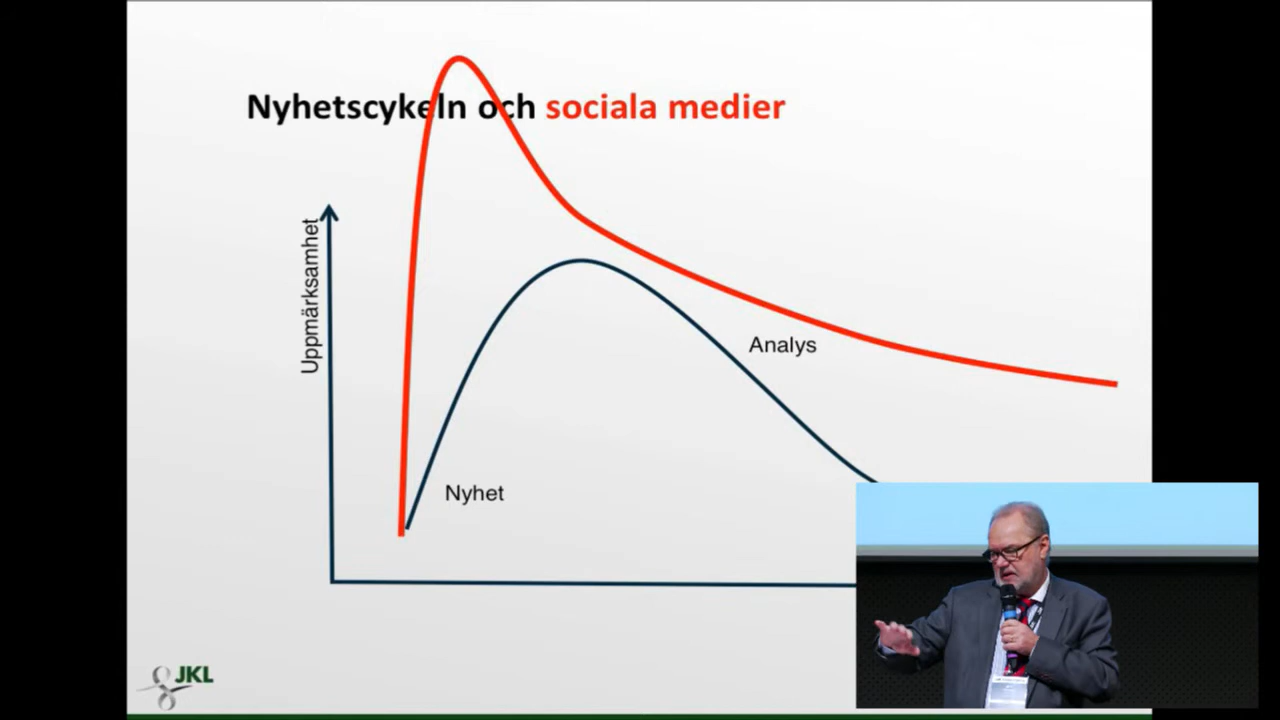 Nyhetscykeln och sociala medier
Uppmärksamhet
Analys
Nyhet
JKL